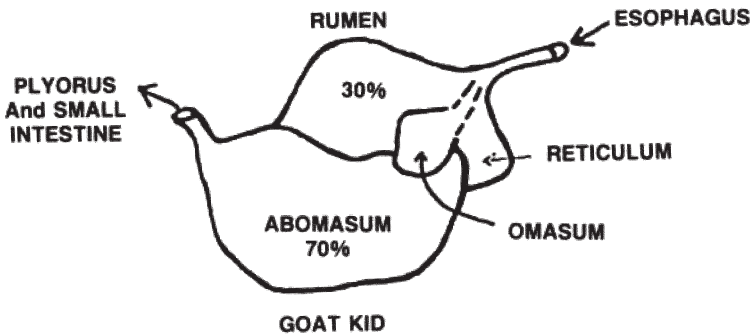 RUMEN
ESOPHAGUS
30%
PLYORUS
And SMALL
INTESTINE
RETICULUM
ABOMASUM
70%
OMASUM
GOAT KID